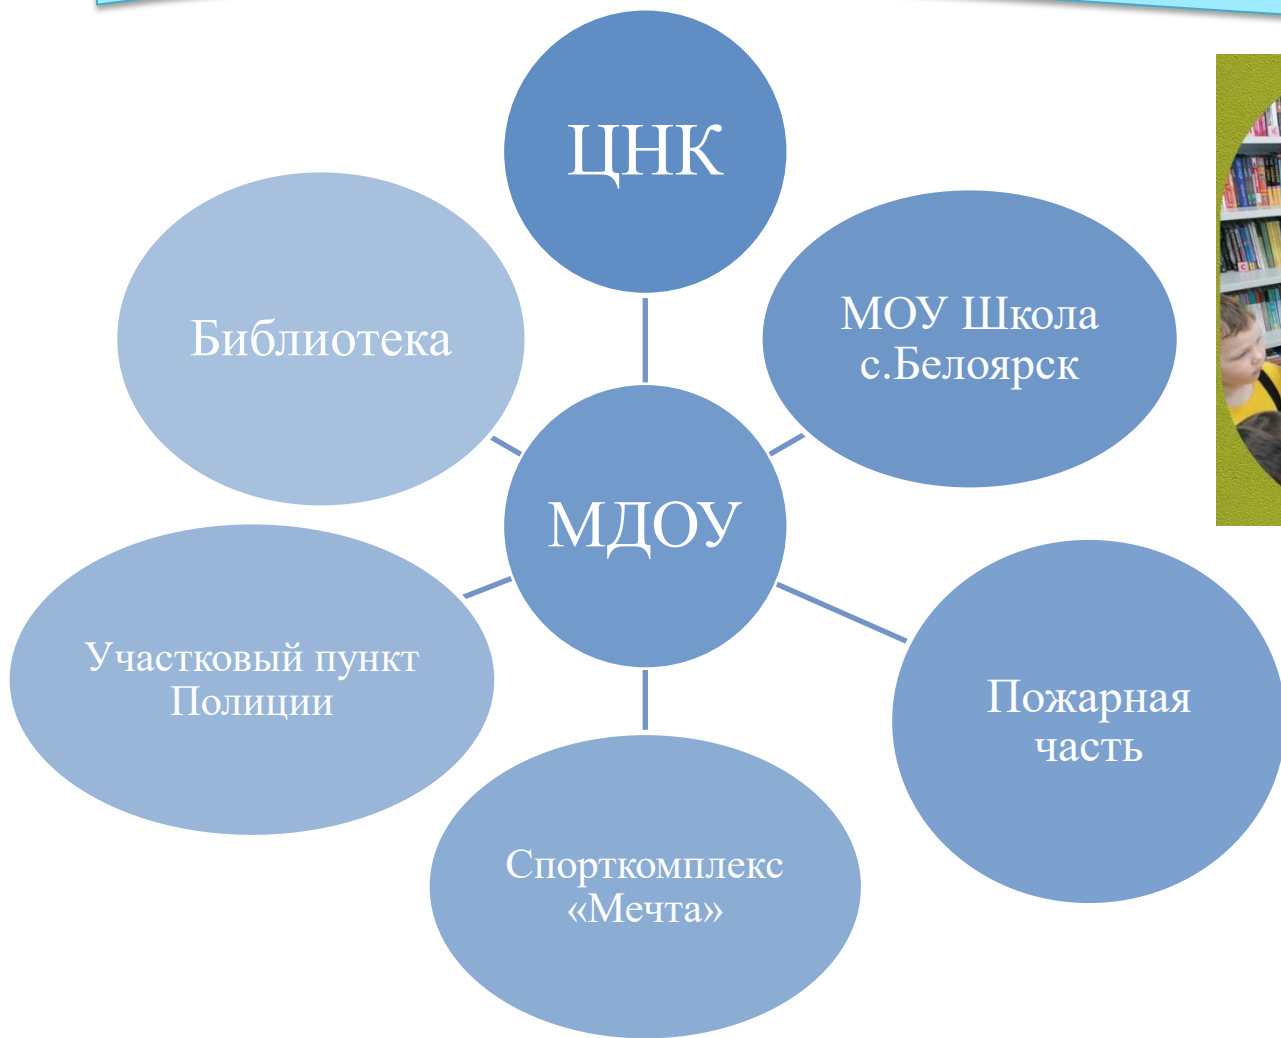 ЦНК
МОУ Школа
с.Белоярск
Библиотека
МДОУ
Участковый пункт
Полиции
Пожарная
часть
Спорткомплекс
«Мечта»